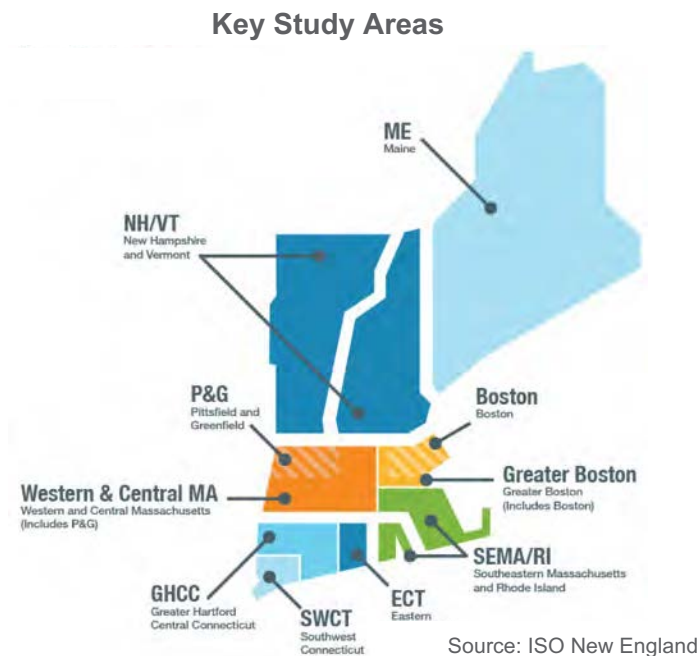 Key Study Areas
ME
Maine
NH/VT
New Hampshire
and Vermont
P&G
Pittsfield and
Greenfield
Boston
Boston
Western & Central MA
Western and Central Massachusetts
(Includes P&G)
Greater Boston
Greater Boston
(Includes Boston)
GHCC
Greater Hartford
Central Connecticut
SWCT
Southwest
Connecticut
ECT
Eastern
SEMA/RI
Southeastern Massachusetts
and Rhode Island
Source: ISO New England